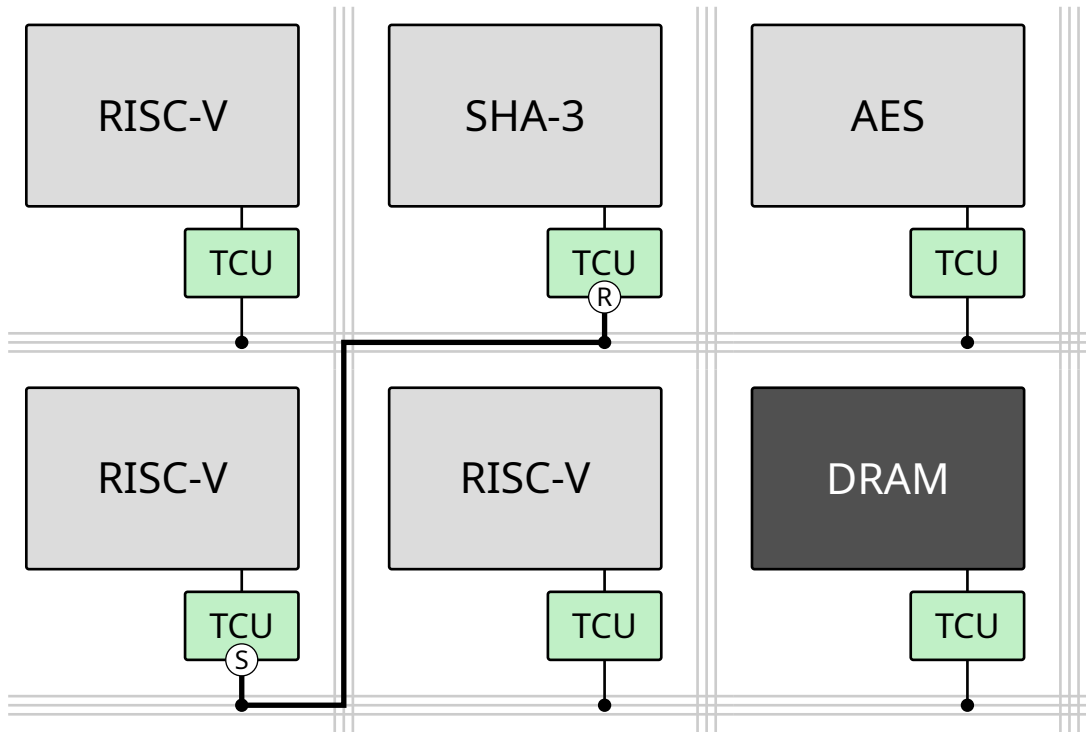 RISC-V
SHA-3
AES
TCU
TCU
TCU
R
RISC-V
RISC-V
DRAM
TCU
TCU
TCU
S